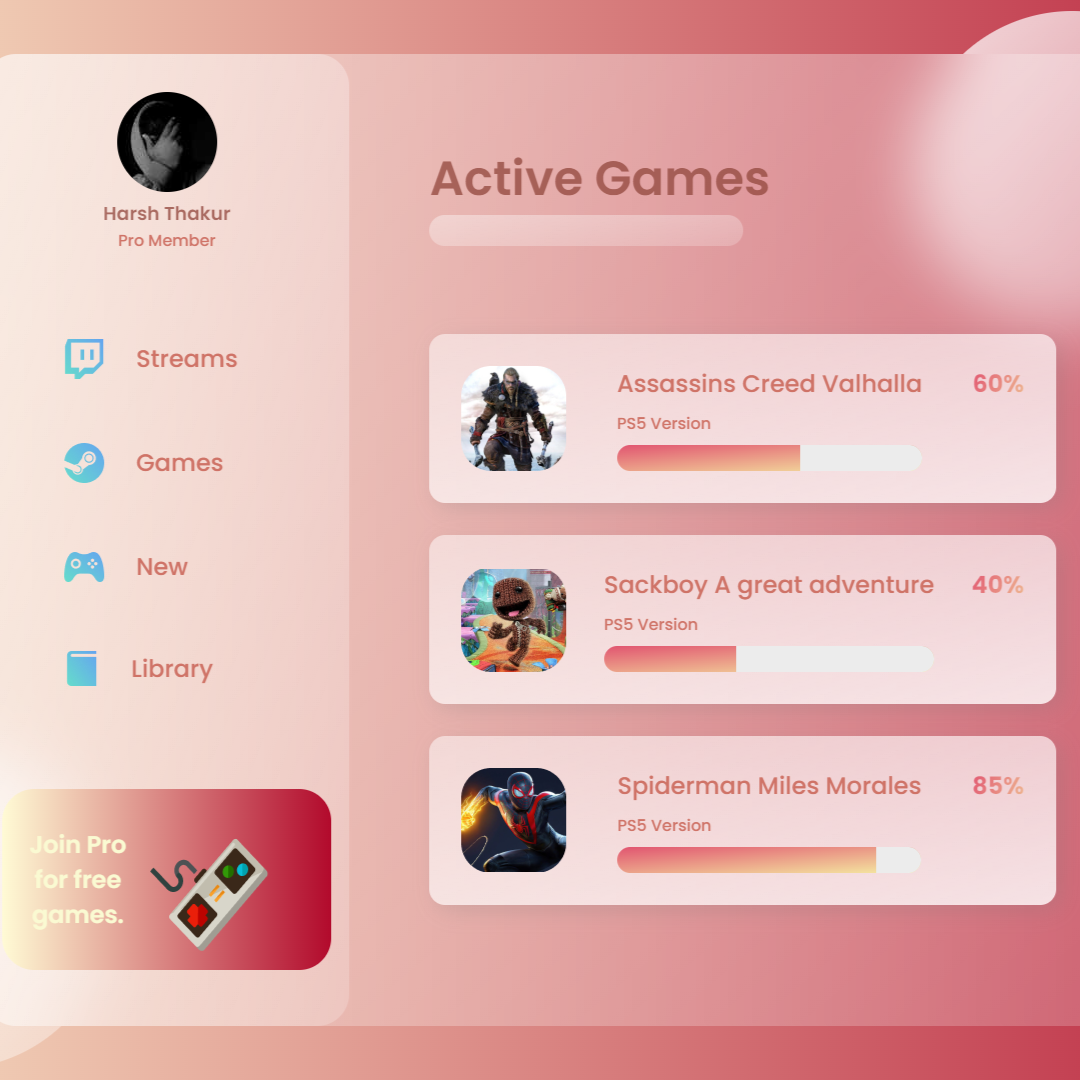 Harsh Thakur
Pro Member
Streams
Games
New
Library
Join Pro
for free
games.
Active Games
Assassins Creed Valhalla
60%
PS5 Version
Sackboy A great adventure
40%
PS5 Version
Spiderman Miles Morales
85%
PS5 Version